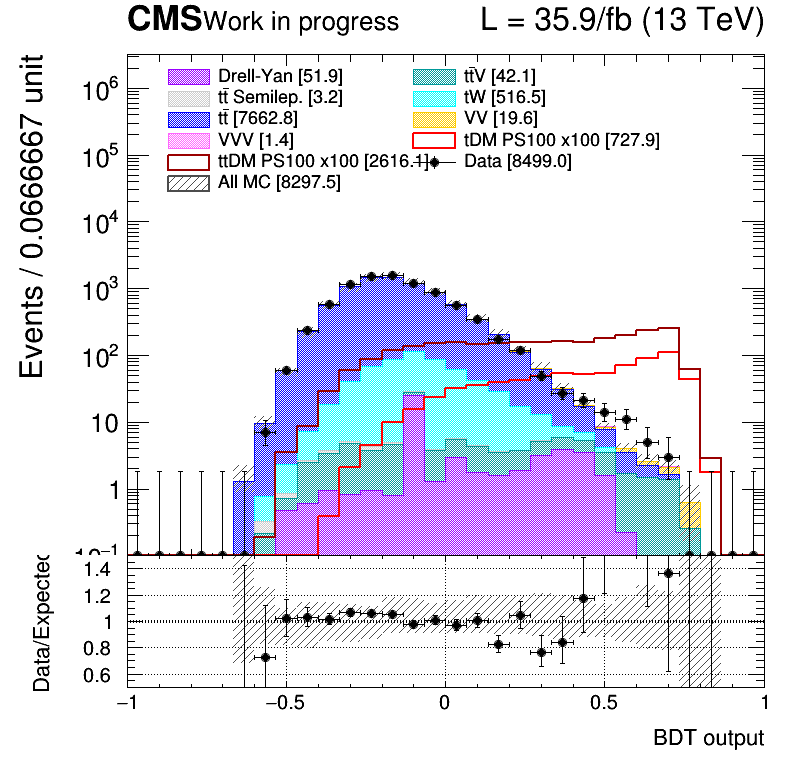 CMS Work in progress L = 35.9/fb (13 TeV)
Events / 0.0666667 unit
Drell-Yan [51.9] tt̄V [42.1]
tt̄ Semilep. [3.2] tW [516.5]
tt̄ [7662.8] VV [19.6]
VVV [1.4] tDM PS100 x100 [727.9]
ttDM PS100 x100 [2616.1] Data [8499.0]
All MC [8297.5]
10⁶
10⁵
10⁴
10³
10²
10
1
10⁻¹
Data/Expected
1.4
1.2
1
0.8
0.6
−1 −0.5 0 0.5 1
BDT output